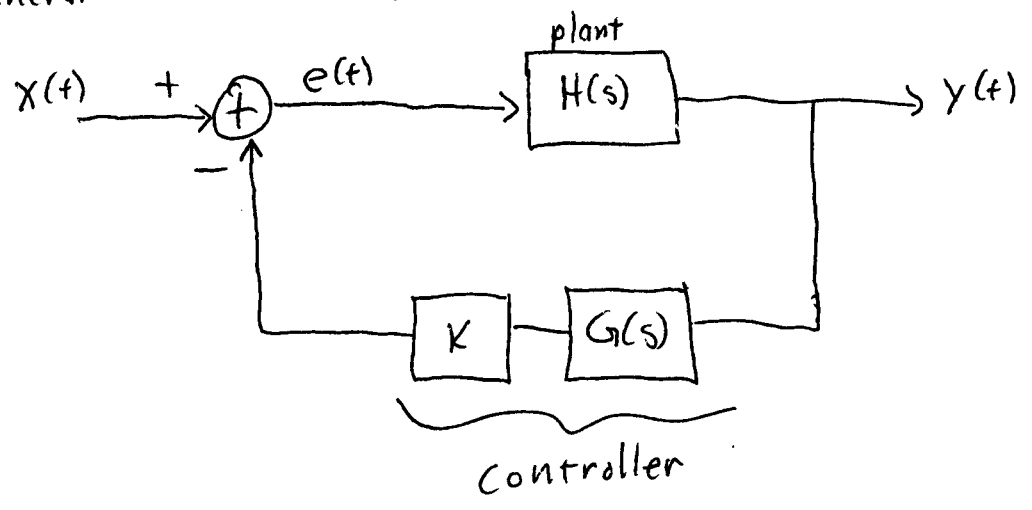 plant
x(t) + + e(t) H(s) y(t)
−
K G(s)
Controller